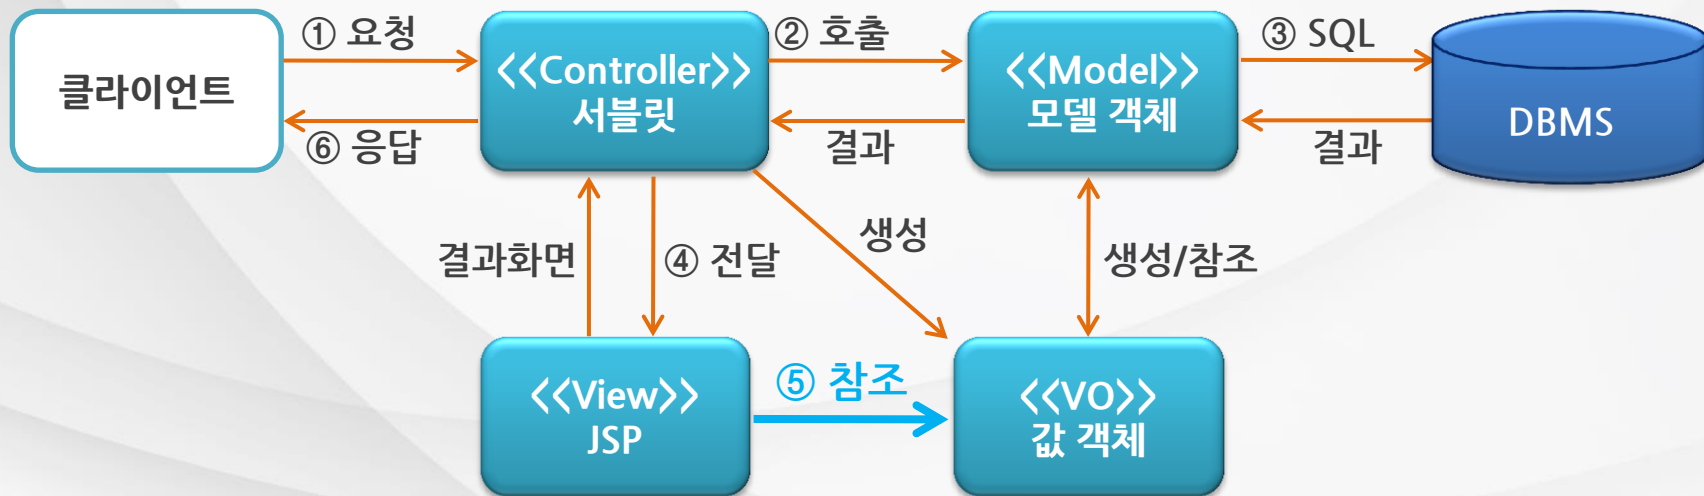 ① 요청
② 호출
③ SQL
클라이언트
<<Controller>>
서블릿
<<Model>>
모델 객체
DBMS
⑥ 응답
결과
결과
결과화면
④ 전달
생성
생성/참조
<<View>>
JSP
⑤ 참조
<<VO>>
값 객체